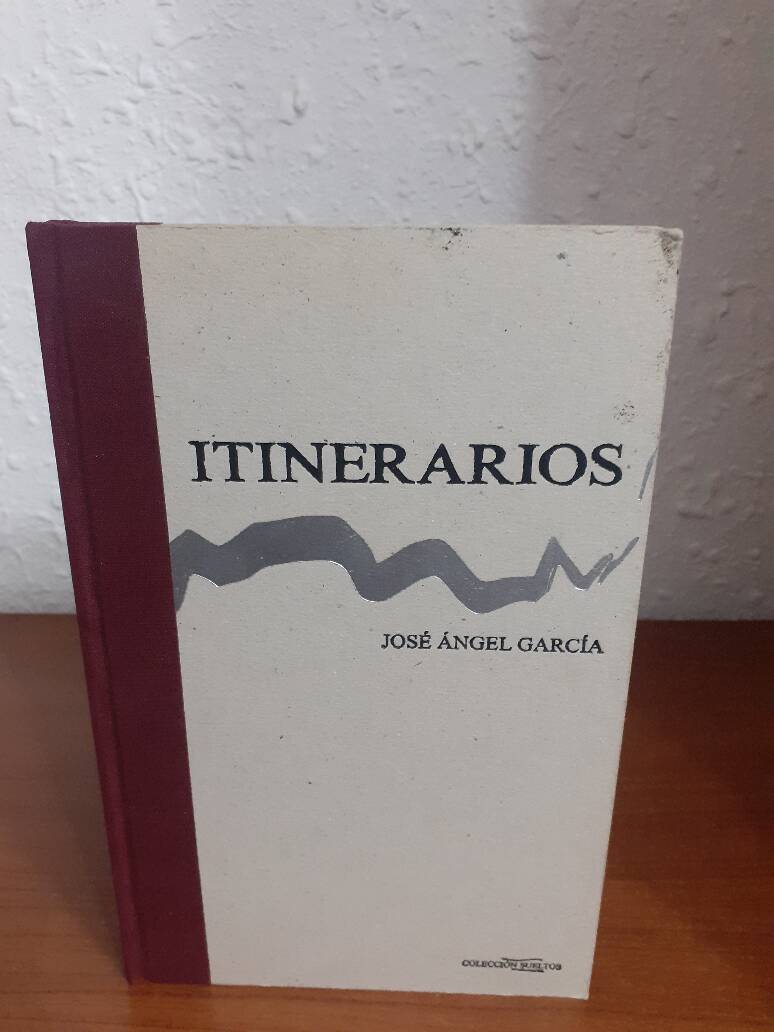 ITINERARIOS
JOSÉ ÁNGEL GARCÍA
COLECCIÓN SUELTOS